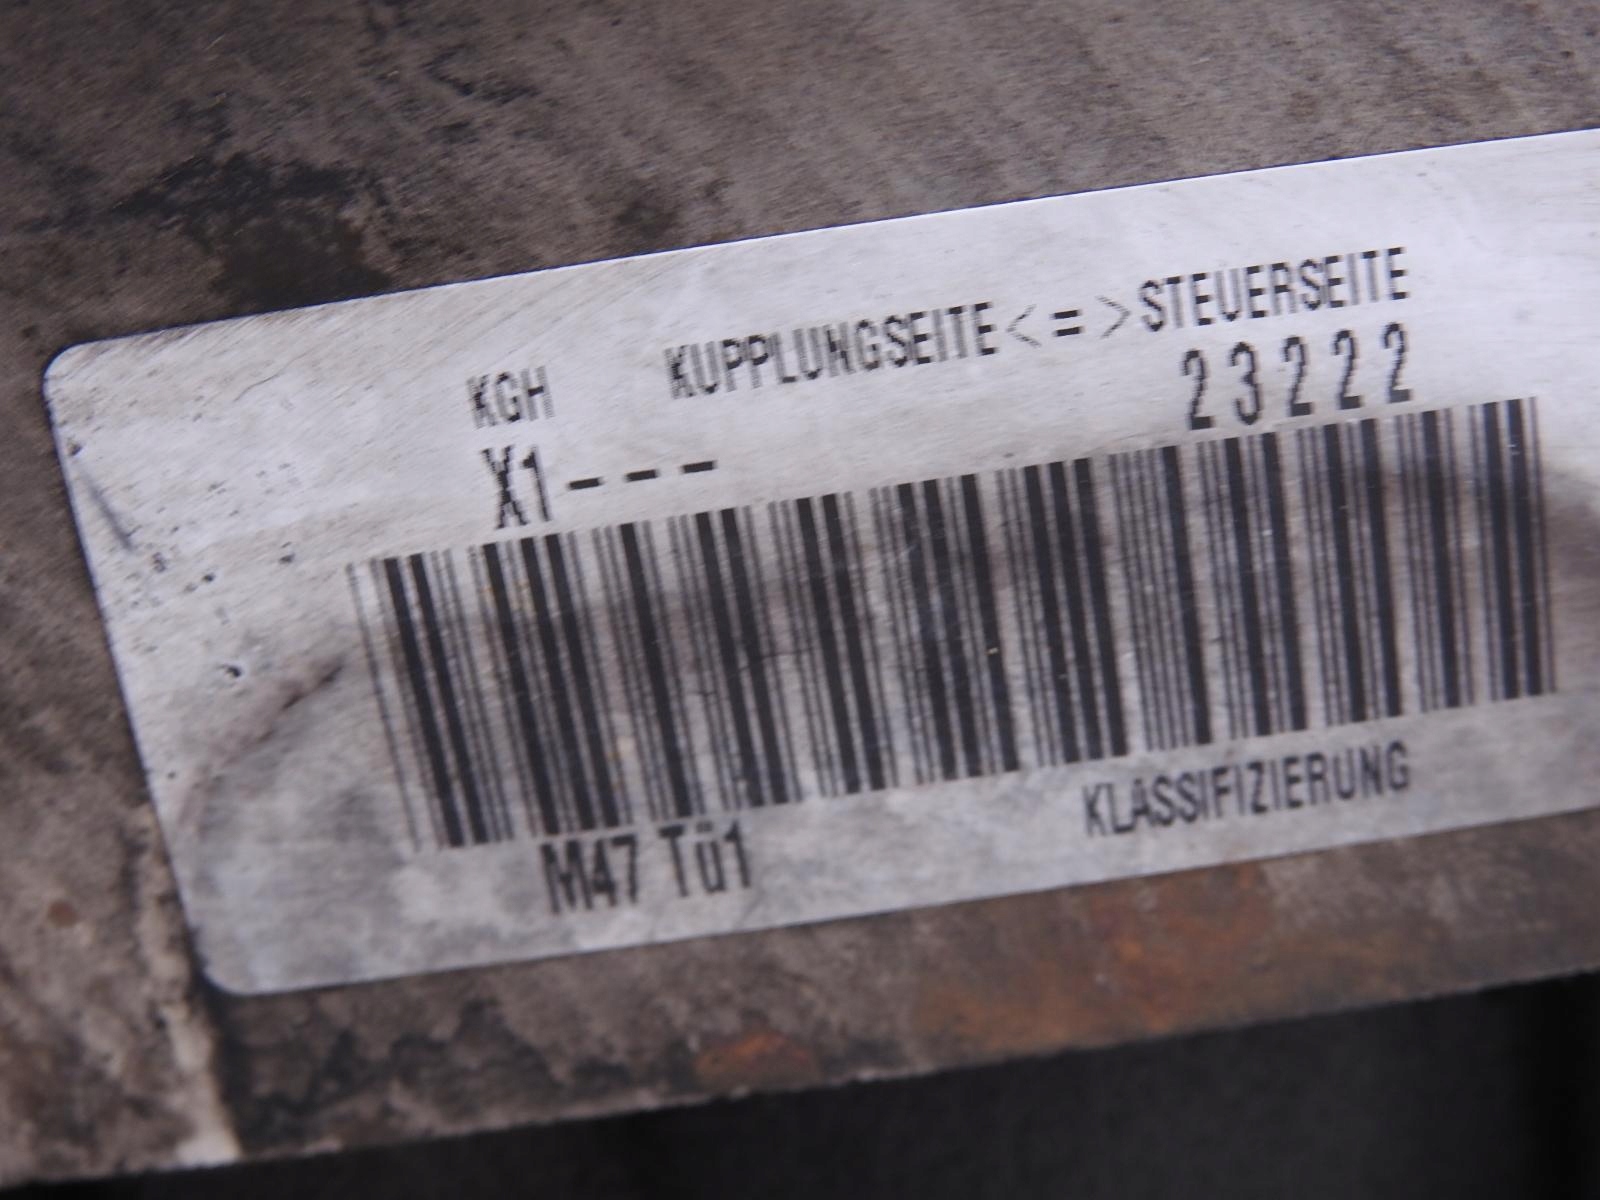 KGH KUPPLUNGSEITE<=>STEUERSEITE
X1--- 23222
M47 Tü1 KLASSIFIZIERUNG